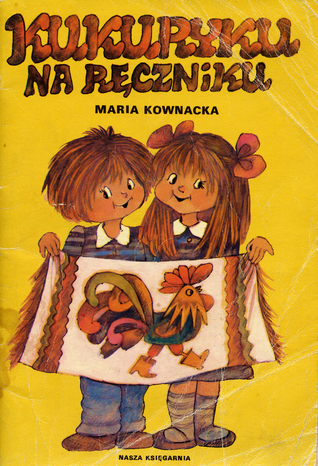 KUKURYKU
NA RĘCZNIKU
MARIA KOWNACKA
NASZA KSIĘGARNIA